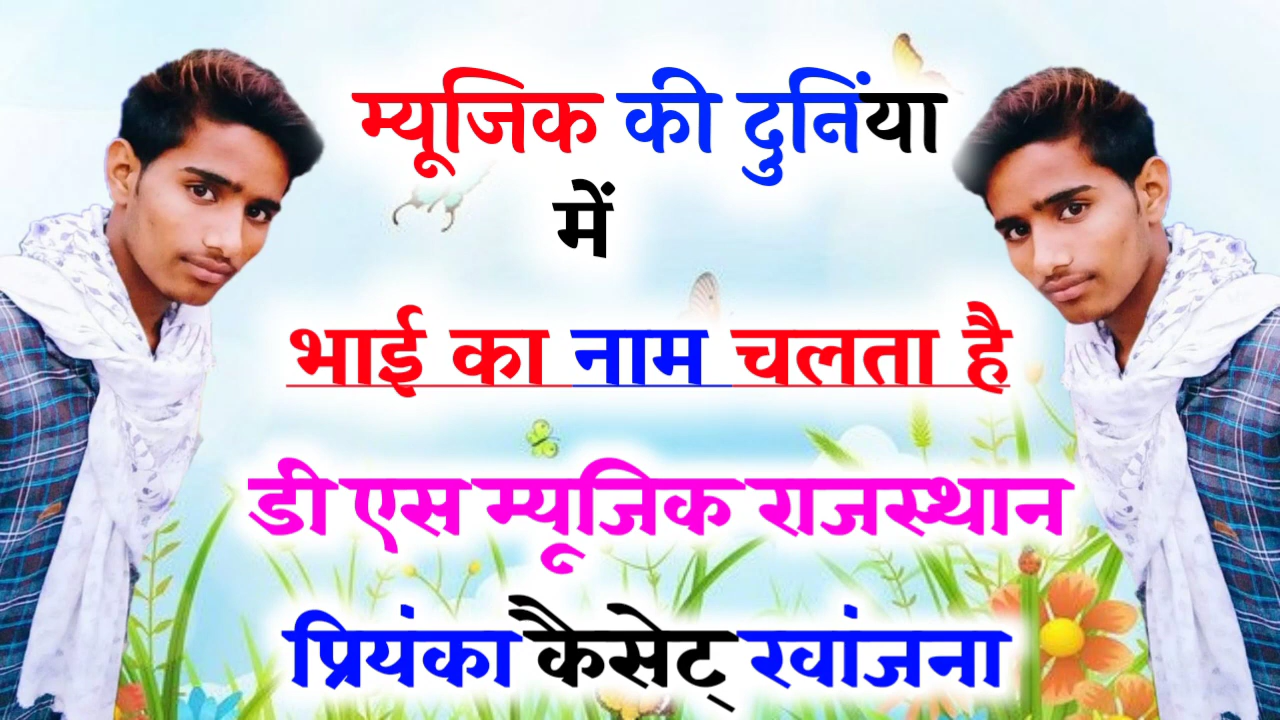 म्यूजिक की दुनिंया
में
भाई का नाम चलता है
डी एस म्यूजिक राजस्थान
प्रियंका कैसेट् खांजना